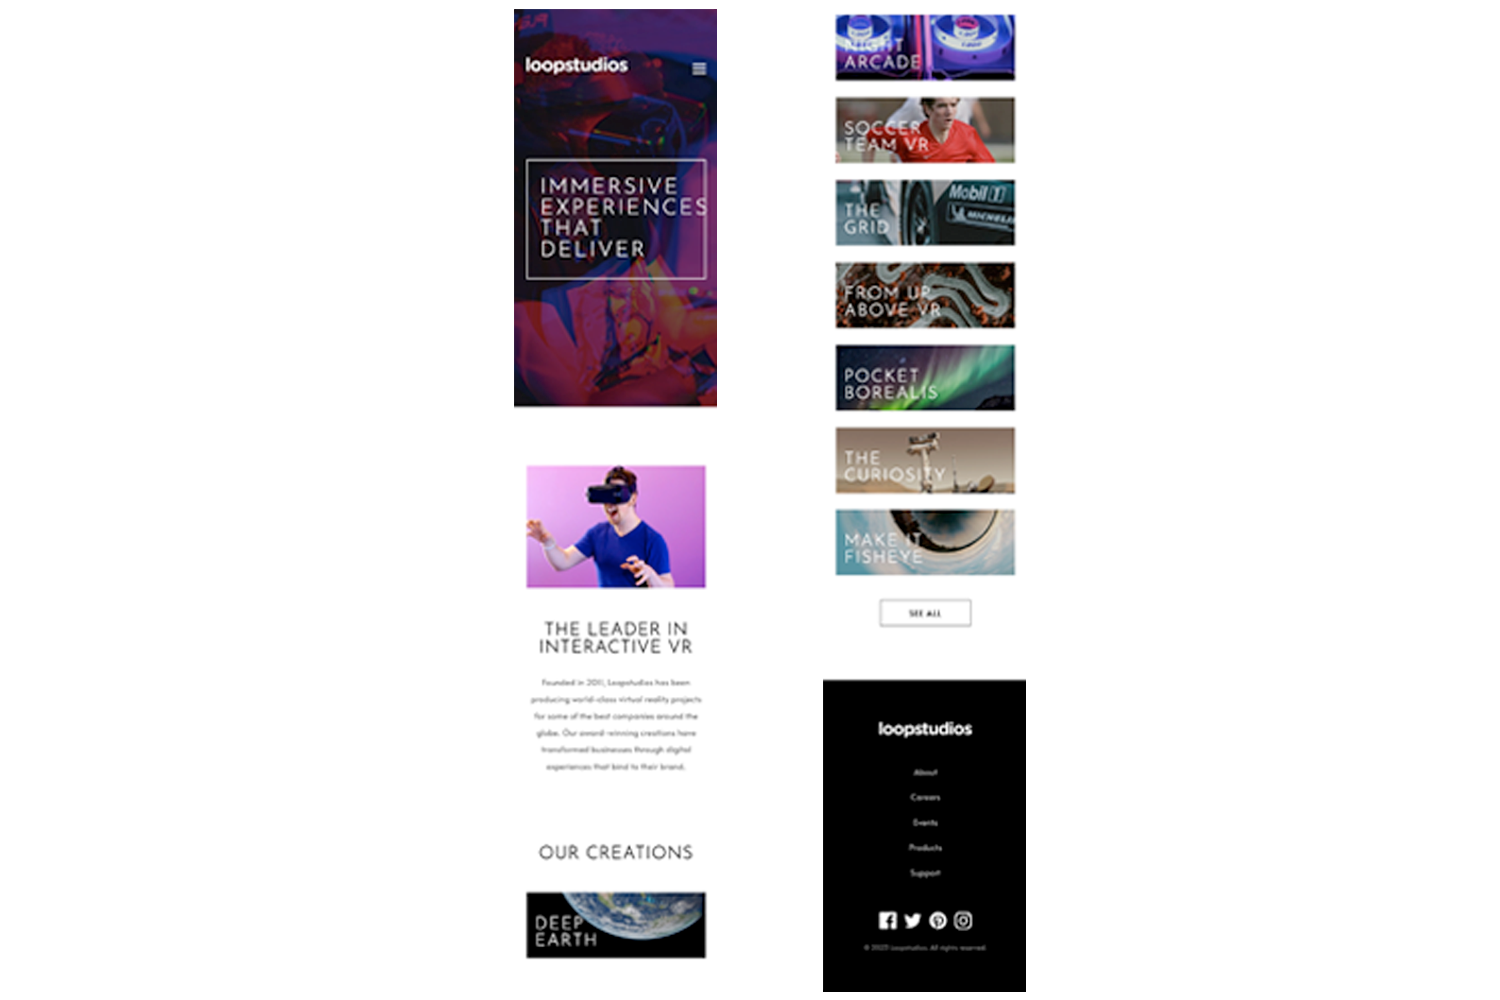 loopstudios
IMMERSIVE
EXPERIENCES
THAT
DELIVER
THE LEADER IN
INTERACTIVE VR
Founded in 2011, Loopstudios has been
producing world-class virtual reality projects
for some of the best companies around the
globe. Our award-winning creations have
transformed businesses through digital
experiences that bind to their brand.
OUR CREATIONS
DEEP
EARTH
NIGHT
ARCADE
SOCCER
TEAM VR
Mobil 1
MICHELIN
THE
GRID
FROM UP
ABOVE VR
POCKET
BOREALIS
THE
CURIOSITY
MAKE IT
FISHEYE
SEE ALL
loopstudios
About
Careers
Events
Products
Support
© Loopstudios. All rights reserved.